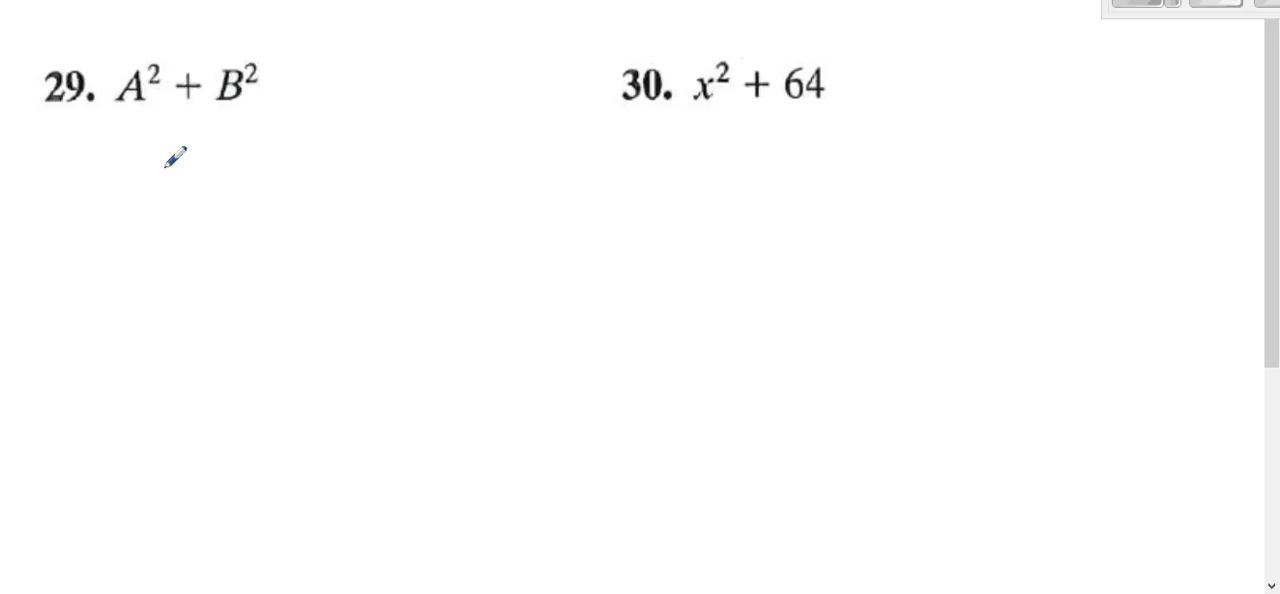 29. A² + B²
30. x² + 64